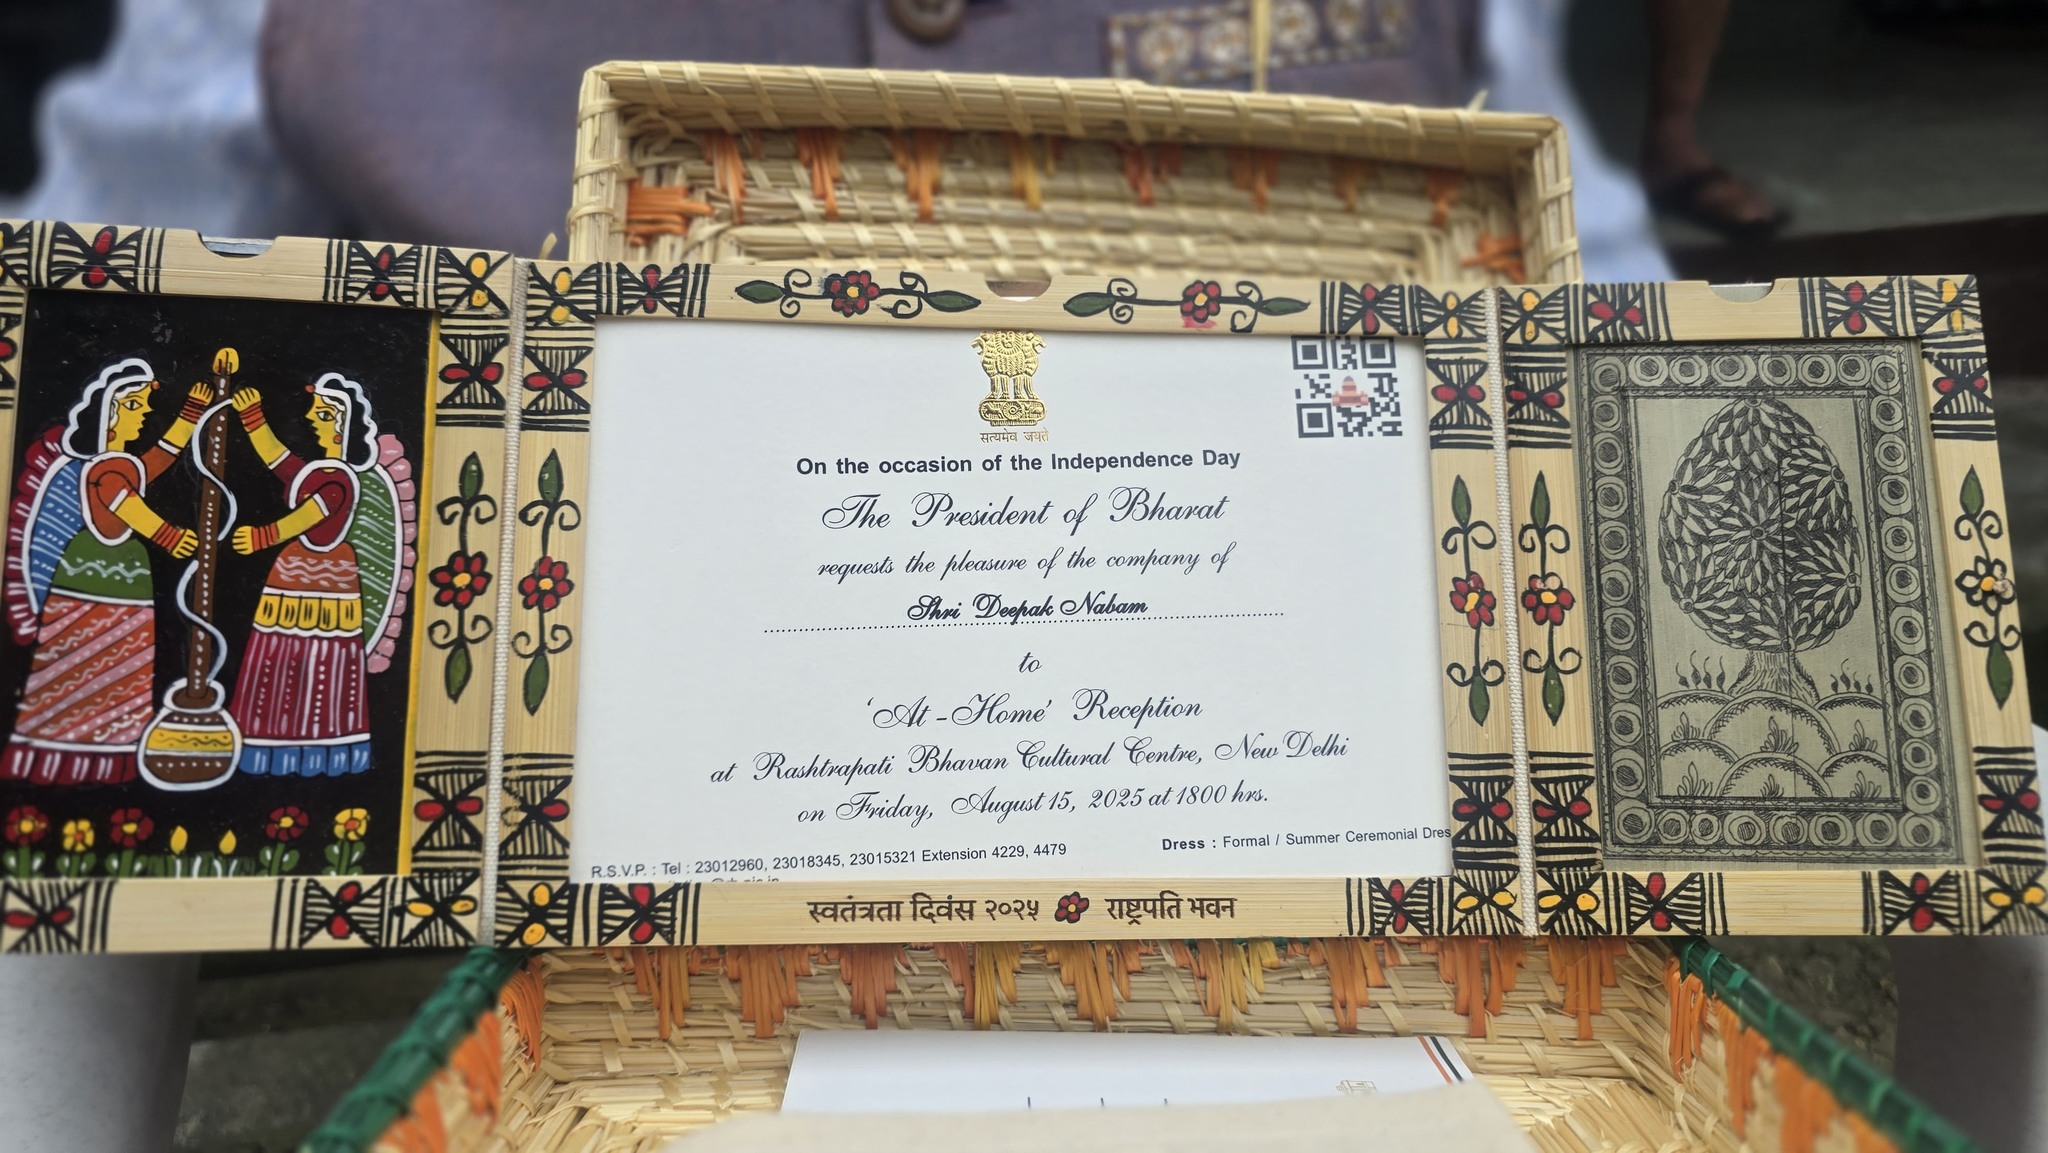 सत्यमेव जयते
On the occasion of the Independence Day
The President of Bharat
requests the pleasure of the company of
Shri Deepak Nabam
to
'At-Home' Reception
at Rashtrapati Bhavan Cultural Centre, New Delhi
on Friday, August 15, 2025 at 1800 hrs.
Dress : Formal / Summer Ceremonial Dres
R.S.V.P. : Tel : 23012960, 23018345, 23015321 Extension 4229, 4479
स्वतंत्रता दिवस २०२५ राष्ट्रपति भवन